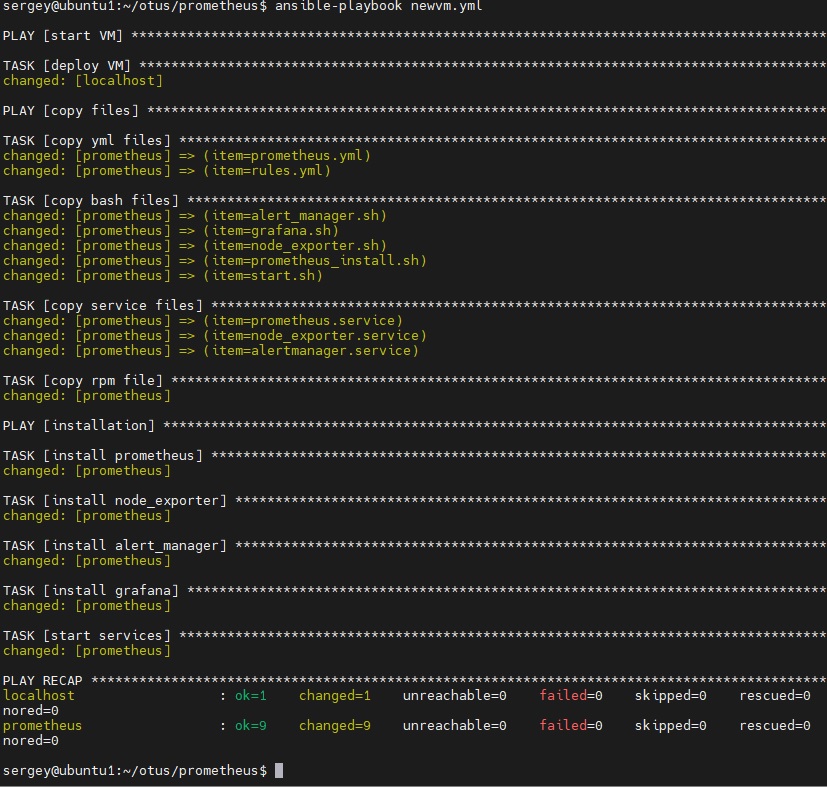 sergey@ubuntu1:~/otus/prometheus$ ansible-playbook newvm.yml
PLAY [start VM] ***************************************************************************************
TASK [deploy VM] **************************************************************************************
changed: [localhost]
PLAY [copy files] *************************************************************************************
TASK [copy yml files] *********************************************************************************
changed: [prometheus] => (item=prometheus.yml)
changed: [prometheus] => (item=rules.yml)
TASK [copy bash files] ********************************************************************************
changed: [prometheus] => (item=alert_manager.sh)
changed: [prometheus] => (item=grafana.sh)
changed: [prometheus] => (item=node_exporter.sh)
changed: [prometheus] => (item=prometheus_install.sh)
changed: [prometheus] => (item=start.sh)
TASK [copy service files] *****************************************************************************
changed: [prometheus] => (item=prometheus.service)
changed: [prometheus] => (item=node_exporter.service)
changed: [prometheus] => (item=alertmanager.service)
TASK [copy rpm file] **********************************************************************************
changed: [prometheus]
PLAY [installation] ***********************************************************************************
TASK [install prometheus] *****************************************************************************
changed: [prometheus]
TASK [install node_exporter] **************************************************************************
changed: [prometheus]
TASK [install alert_manager] **************************************************************************
changed: [prometheus]
TASK [install grafana] ********************************************************************************
changed: [prometheus]
TASK [start services] *********************************************************************************
changed: [prometheus]
PLAY RECAP ********************************************************************************************
localhost                  : ok=1    changed=1    unreachable=0    failed=0    skipped=0    rescued=0
nored=0
prometheus                 : ok=9    changed=9    unreachable=0    failed=0    skipped=0    rescued=0
nored=0
sergey@ubuntu1:~/otus/prometheus$